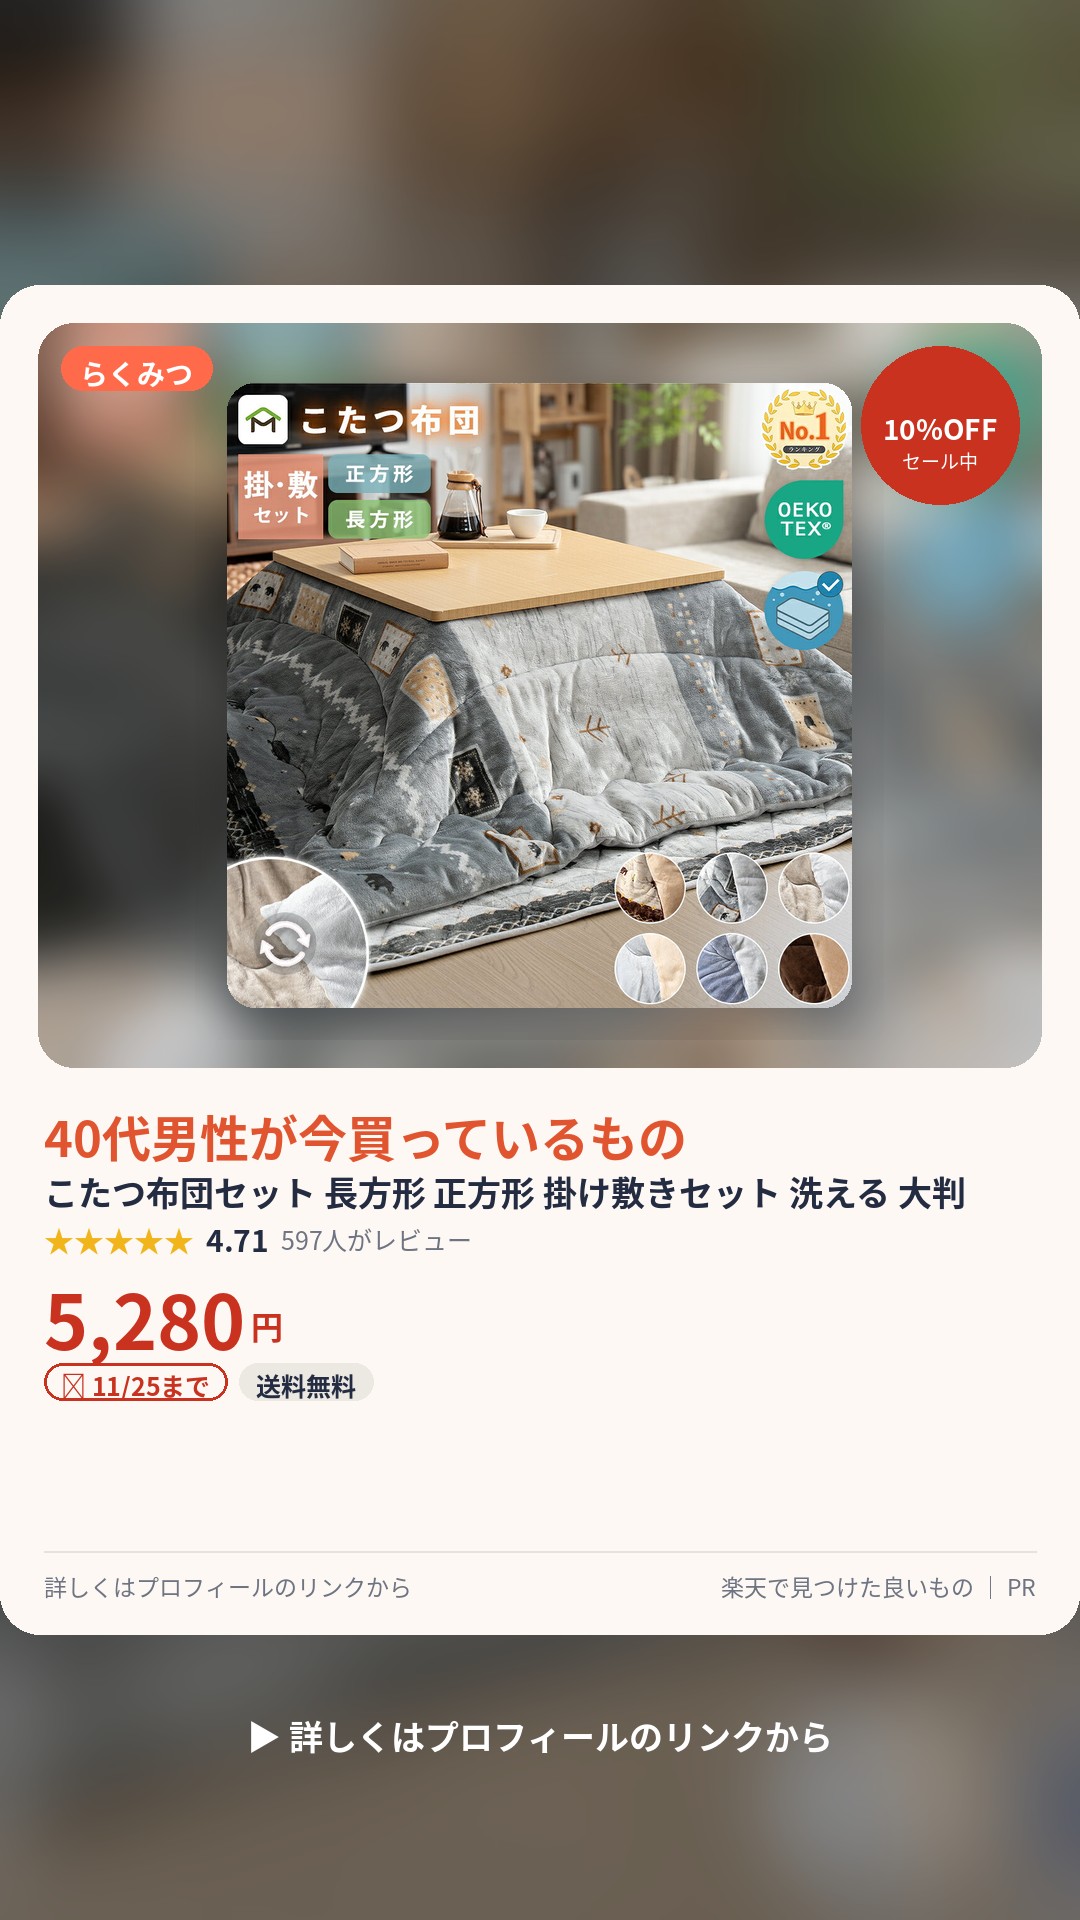 らくみつ
10%OFF
セール中
こたつ布団
掛・敷
セット
正方形
長方形
No.1
ランキング
OEKO
TEX®
40代男性が今買っているもの
こたつ布団セット 長方形 正方形 掛け敷きセット 洗える 大判
★★★★★ 4.71 597人がレビュー
5,280円
11/25まで 送料無料
詳しくはプロフィールのリンクから
楽天で見つけた良いもの｜PR
▶ 詳しくはプロフィールのリンクから